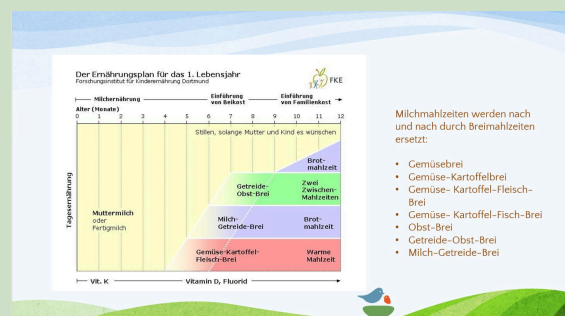 Der Ernährungsplan für das 1. Lebensjahr
Forschungsinstitut für Kinderernährung Dortmund
FKE
Milchernährung
Einführung
von Beikost
Einführung
von Familienkost
Alter (Monate)
0 1 2 3 4 5 6 7 8 9 10 11 12
Stillen, solange Mutter und Kind es wünschen
Tagesernährung
Brot-
mahlzeit
Getreide-
Obst-Brei
Zwei
Zwischen-
Mahlzeiten
Muttermilch
oder
Fertigmilch
Milch-
Getreide-Brei
Brot-
mahlzeit
Gemüse-Kartoffel-
Fleisch-Brei
Warme
Mahlzeit
Vit. K
Vitamin D, Fluorid
Milchmahlzeiten werden nach
und nach durch Breimahlzeiten
ersetzt:
• Gemüsebrei
• Gemüse-Kartoffelbrei
• Gemüse- Kartoffel-Fleisch-
Brei
• Gemüse- Kartoffel-Fisch-Brei
• Obst-Brei
• Getreide-Obst-Brei
• Milch-Getreide-Brei